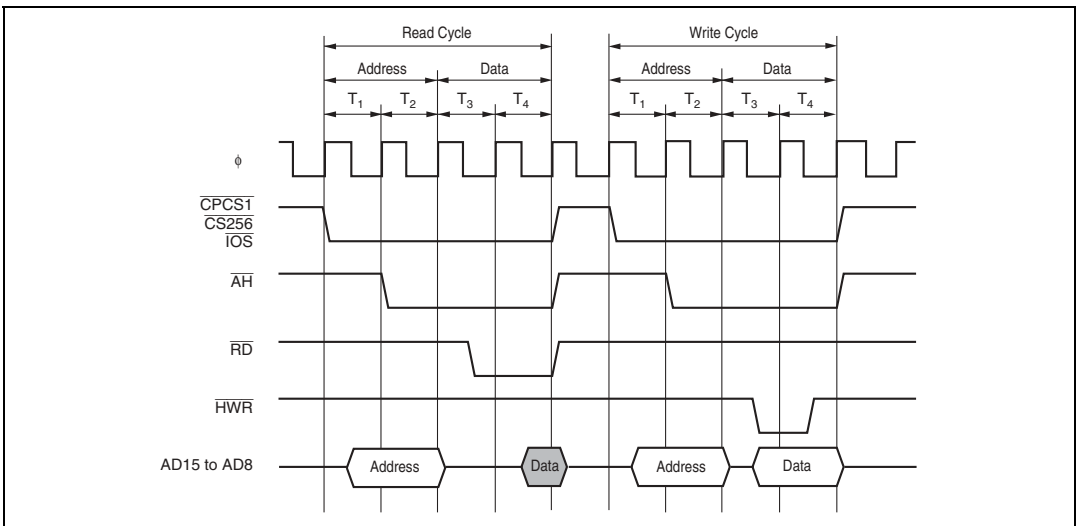 Read Cycle Write Cycle
Address Data Address Data
T1 T2 T3 T4 T1 T2 T3 T4
ϕ
CPCS1
CS256
IOS
AH
RD
HWR
AD15 to AD8 Address Data Address Data